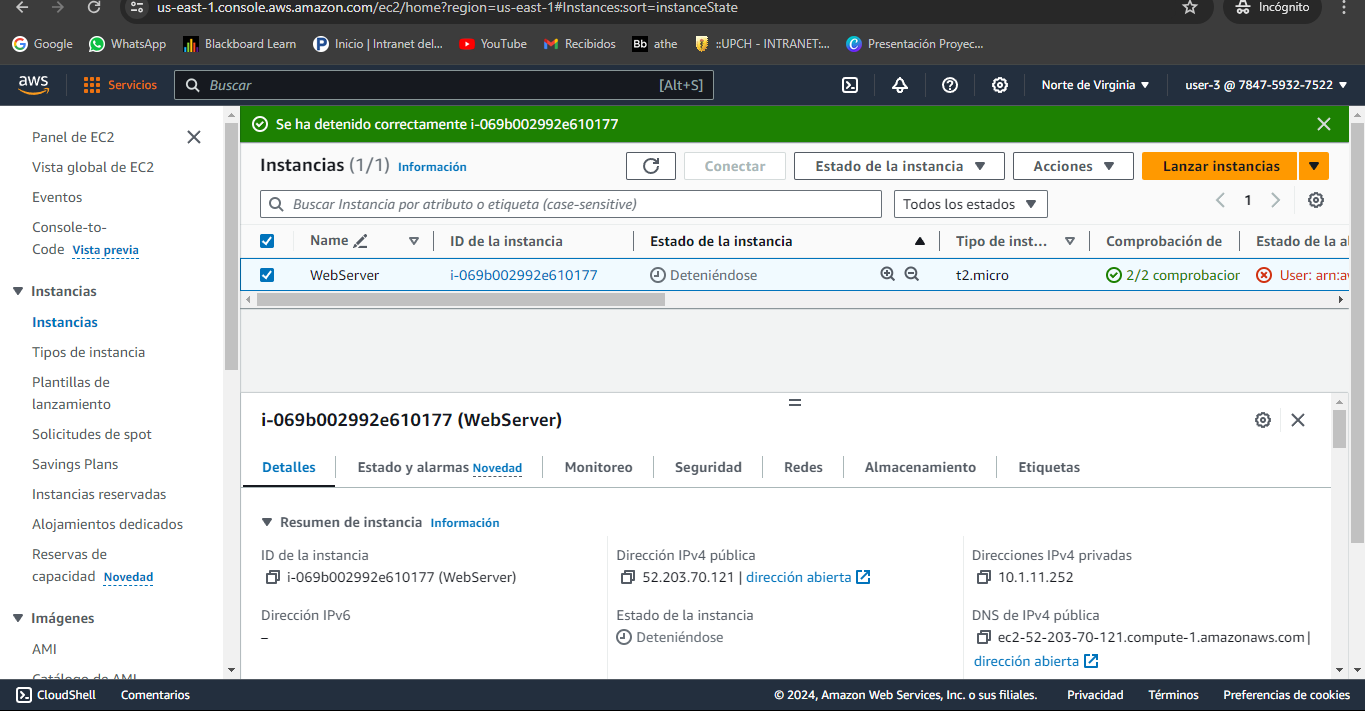 us-east-1.console.aws.amazon.com/ec2/home?region=us-east-1#Instances:sort=instanceState
Incógnito
Google
WhatsApp
Blackboard Learn
Inicio | Intranet del...
YouTube
Recibidos
Bb athe
::UPCH - INTRANET:...
Presentación Proyec...
aws
Servicios
Buscar
[Alt+S]
Norte de Virginia
user-3 @ 7847-5932-7522
Panel de EC2
Vista global de EC2
Eventos
Console-to-
Code Vista previa
Instancias
Instancias
Tipos de instancia
Plantillas de
lanzamiento
Solicitudes de spot
Savings Plans
Instancias reservadas
Alojamientos dedicados
Reservas de
capacidad Novedad
Imágenes
AMI
Catálogo de AMI
Se ha detenido correctamente i-069b002992e610177
Instancias (1/1) Información
Conectar
Estado de la instancia
Acciones
Lanzar instancias
Buscar Instancia por atributo o etiqueta (case-sensitive)
Todos los estados
1
Name
ID de la instancia
Estado de la instancia
Tipo de inst...
Comprobación de
Estado de la al
WebServer
i-069b002992e610177
Deteniéndose
t2.micro
2/2 comprobacion
User: arn:aw
i-069b002992e610177 (WebServer)
Detalles
Estado y alarmas Novedad
Monitoreo
Seguridad
Redes
Almacenamiento
Etiquetas
Resumen de instancia Información
ID de la instancia
i-069b002992e610177 (WebServer)
Dirección IPv6
–
Dirección IPv4 pública
52.203.70.121 | dirección abierta
Estado de la instancia
Deteniéndose
Direcciones IPv4 privadas
10.1.11.252
DNS de IPv4 pública
ec2-52-203-70-121.compute-1.amazonaws.com |
dirección abierta
CloudShell
Comentarios
© 2024, Amazon Web Services, Inc. o sus filiales.
Privacidad
Términos
Preferencias de cookies